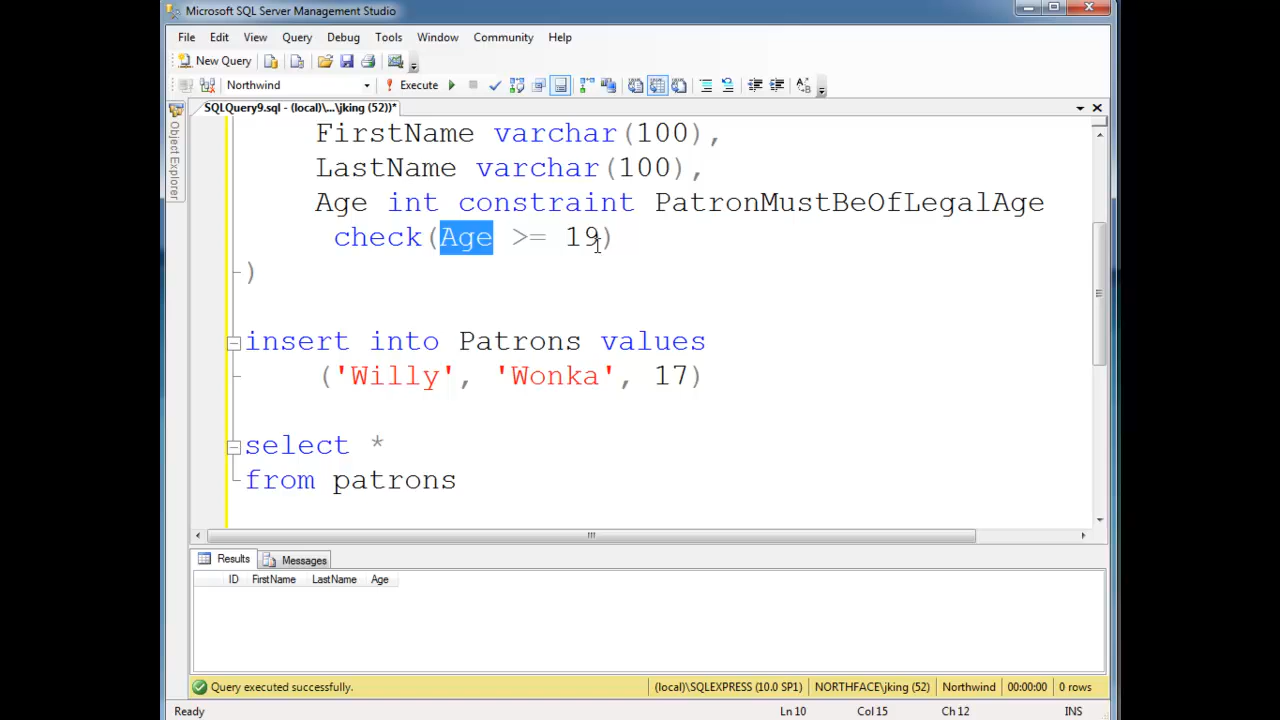 Microsoft SQL Server Management Studio
File Edit View Query Debug Tools Window Community Help
New Query
Northwind Execute
SQLQuery9.sql - (local)\...\jking (52))*
Object Explorer
FirstName varchar(100),
LastName varchar(100),
Age int constraint PatronMustBeOfLegalAge
check(Age >= 19)
)
insert into Patrons values
('Willy', 'Wonka', 17)
select *
from patrons
Results Messages
ID FirstName LastName Age
Query executed successfully. (local)\SQLEXPRESS (10.0 SP1) NORTHFACE\jking (52) Northwind 00:00:00 0 rows
Ready Ln 10 Col 15 Ch 12 INS